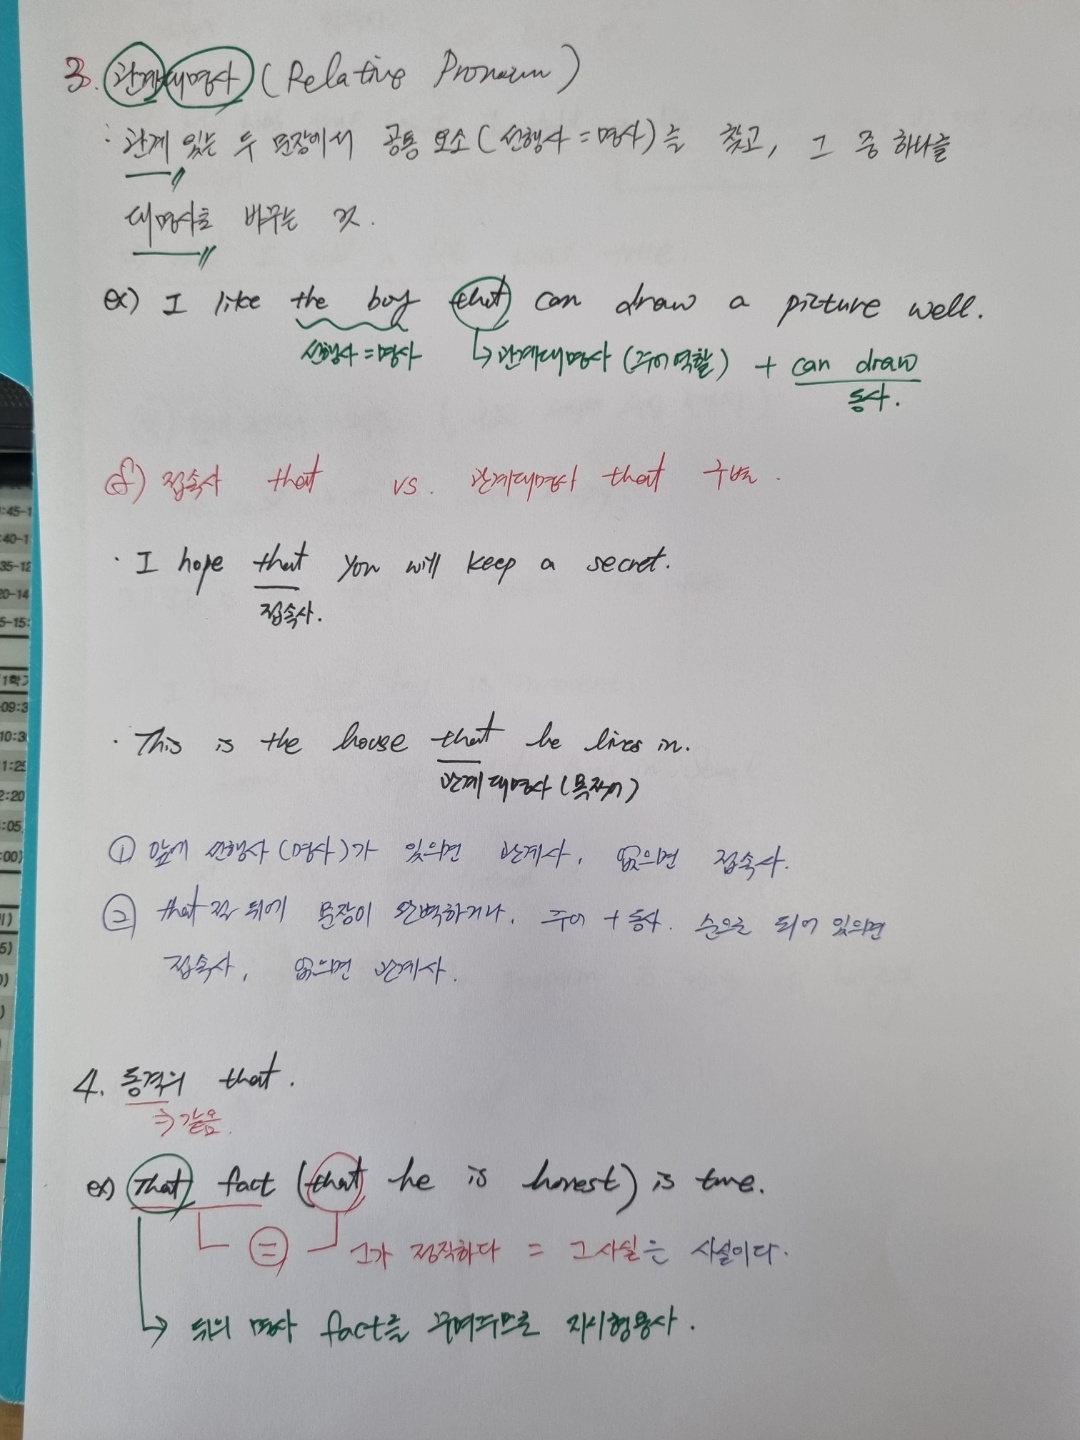 3. 관계대명사 (Relative Pronoun)
: 관계 있는 두 문장에서 공통 요소(선행사=명사)를 찾고, 그 중 하나를
대명사로 바꾸는 것.
ex) I like the boy that can draw a picture well.
선행사=명사 ↳관계대명사 (주어역할) + can draw
동사.
cf) 접속사 that vs. 관계대명사 that 구별.
· I hope that you will keep a secret.
접속사.
· This is the house that he lives in.
관계대명사 (목적어)
① 앞에 선행사(명사)가 있으면 관계사, 없으면 접속사.
② that 절 뒤에 문장이 완벽하거나, 주어+동사. 순으로 되어 있으면
접속사, 없으면 관계사.
4. 동격의 that.
⇒ 같음.
ex) That fact (that he is honest) is true.
= 그가 정직하다 = 그 사실은 사실이다.
↳ 뒤의 명사 fact를 꾸며주므로 지시형용사.
:45-1
:40-1
35-12
20-14
5-15:
1학기
09:3
10:3
1:25
2:20
:05
:00)